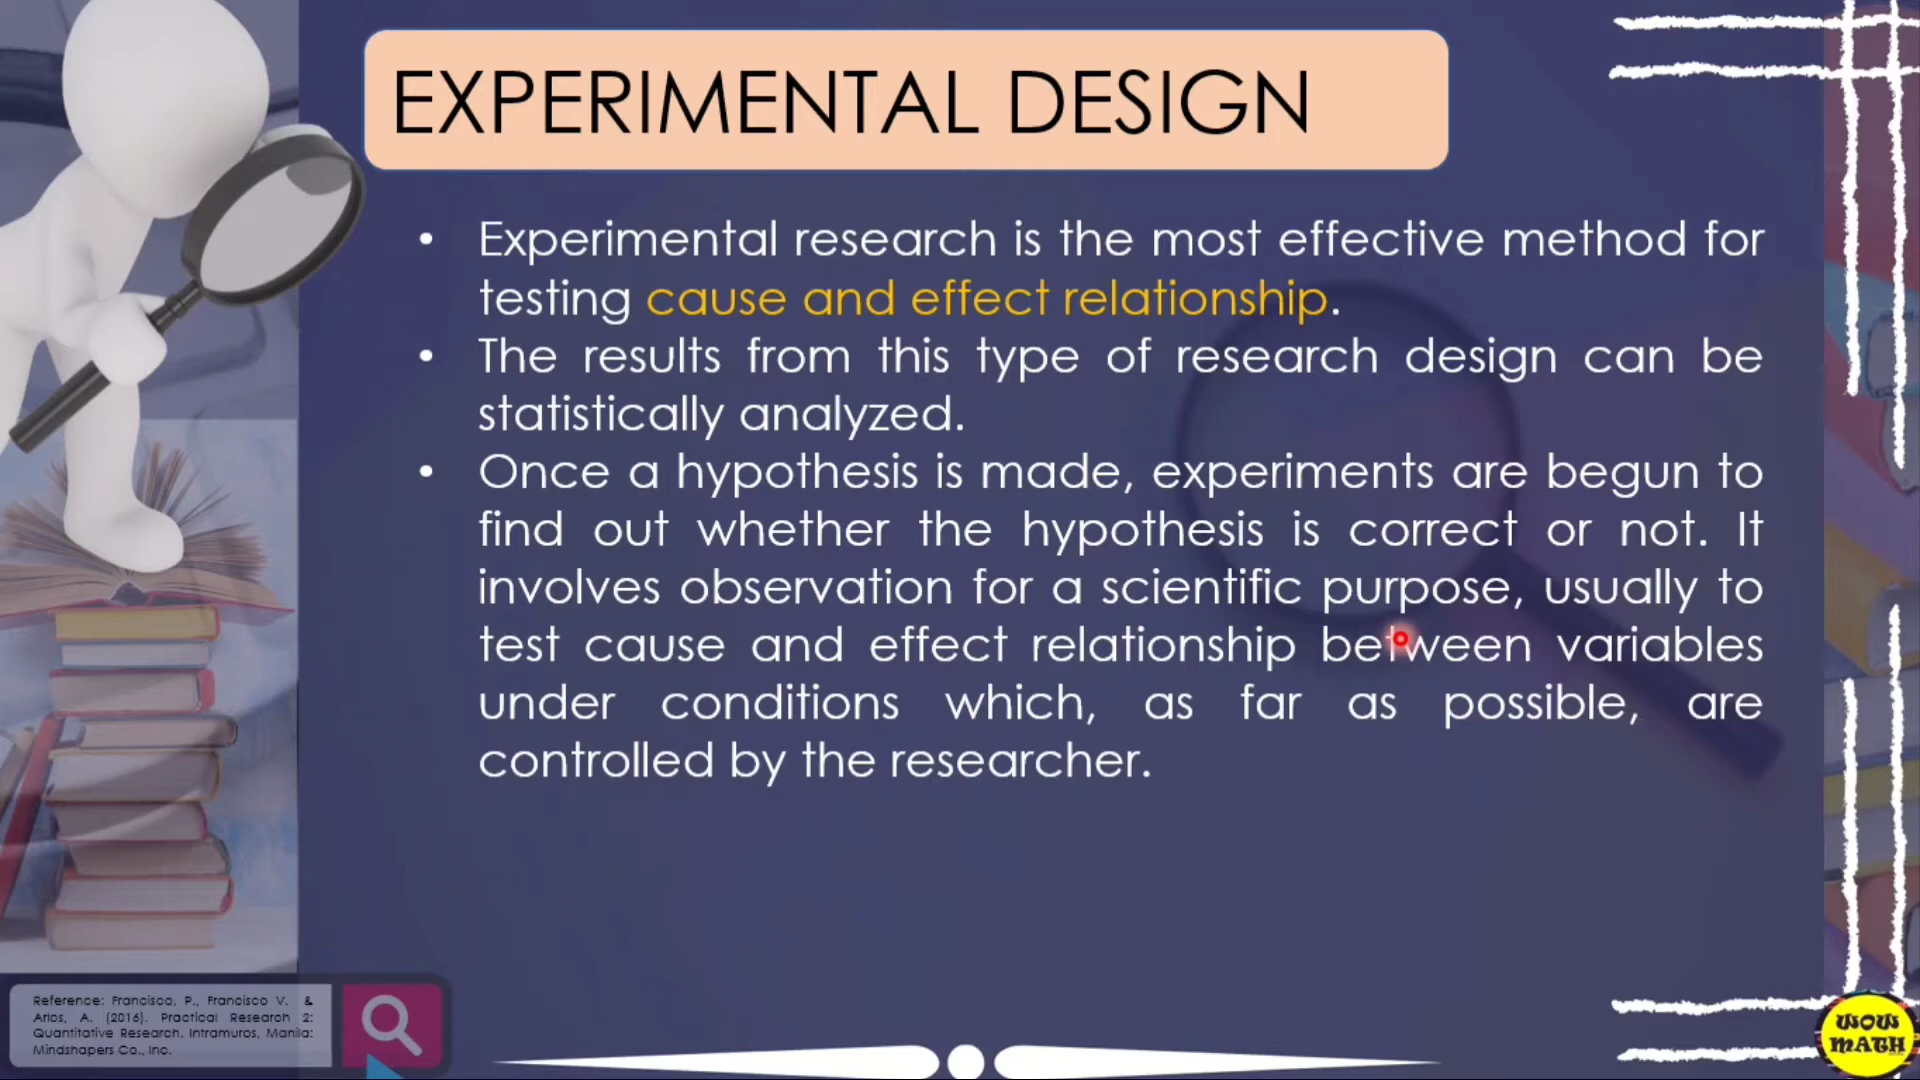 EXPERIMENTAL DESIGN
• Experimental research is the most effective method for
testing cause and effect relationship.
• The results from this type of research design can be
statistically analyzed.
• Once a hypothesis is made, experiments are begun to
find out whether the hypothesis is correct or not. It
involves observation for a scientific purpose, usually to
test cause and effect relationship between variables
under conditions which, as far as possible, are
controlled by the researcher.
Reference: Francisco, P., Francisco V. &
Arlos, A. (2016). Practical Research 2:
Quantitative Research. Intramuros, Manila:
Mindshapers Co., Inc.
WOW
MATH